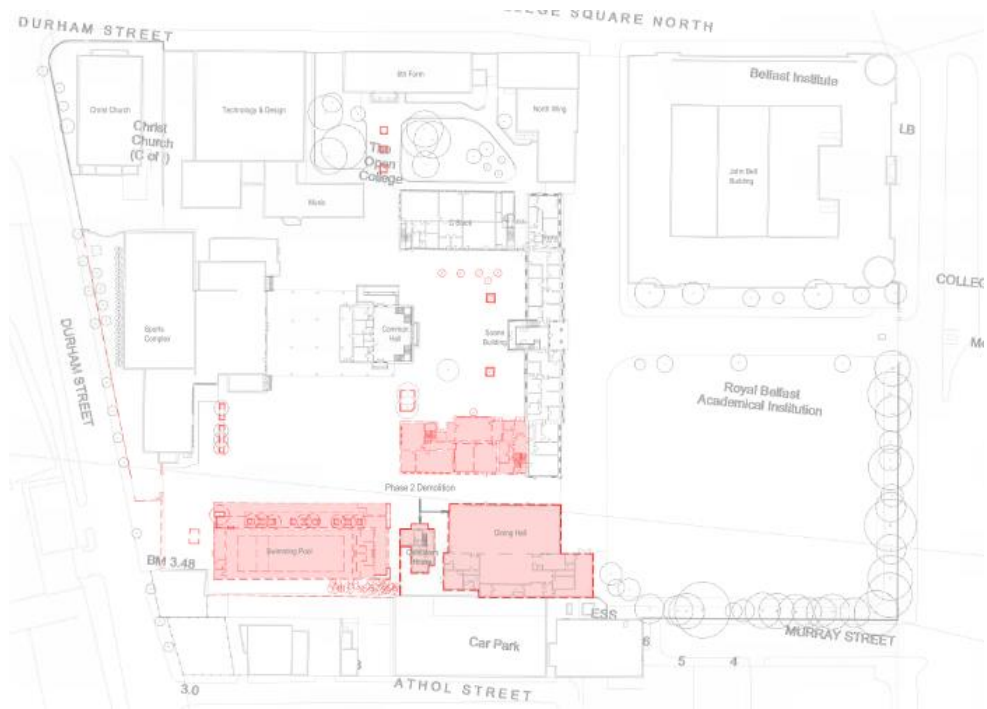 DURHAM STREET
LEGE SQUARE NORTH
Christ Church
Technology & Design
North Wing
Belfast Institute
LB
Christ
Church
(C of I)
The
Open
College
John Bell
Building
Music
C Block
COLLEG
Sports
Complex
Common
Hall
Soane
Building
DURHAM STREET
Royal Belfast
Academical Institution
Phase 2 Demolition
Dining Hall
Swimming Pool
BM 3.48
ESS
MURRAY STREET
Car Park
6
5
4
3.0
ATHOL STREET